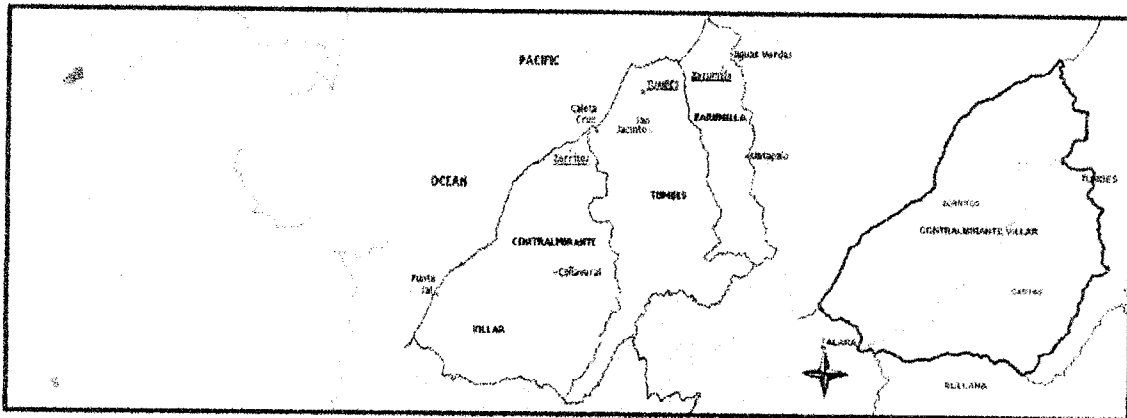 PACIFIC
OCEAN
Caleta
Cruz
TUMBES
San
Jacinto
Zorritos
Zarumilla
Aguas Verdes
ZARUMILLA
Matapalo
TUMBES
CONTRALMIRANTE
Cañaveral
Punta
Sal
VILLAR
TUMBES
ZORRITOS
CONTRALMIRANTE VILLAR
CASITAS
TALARA
SULLANA